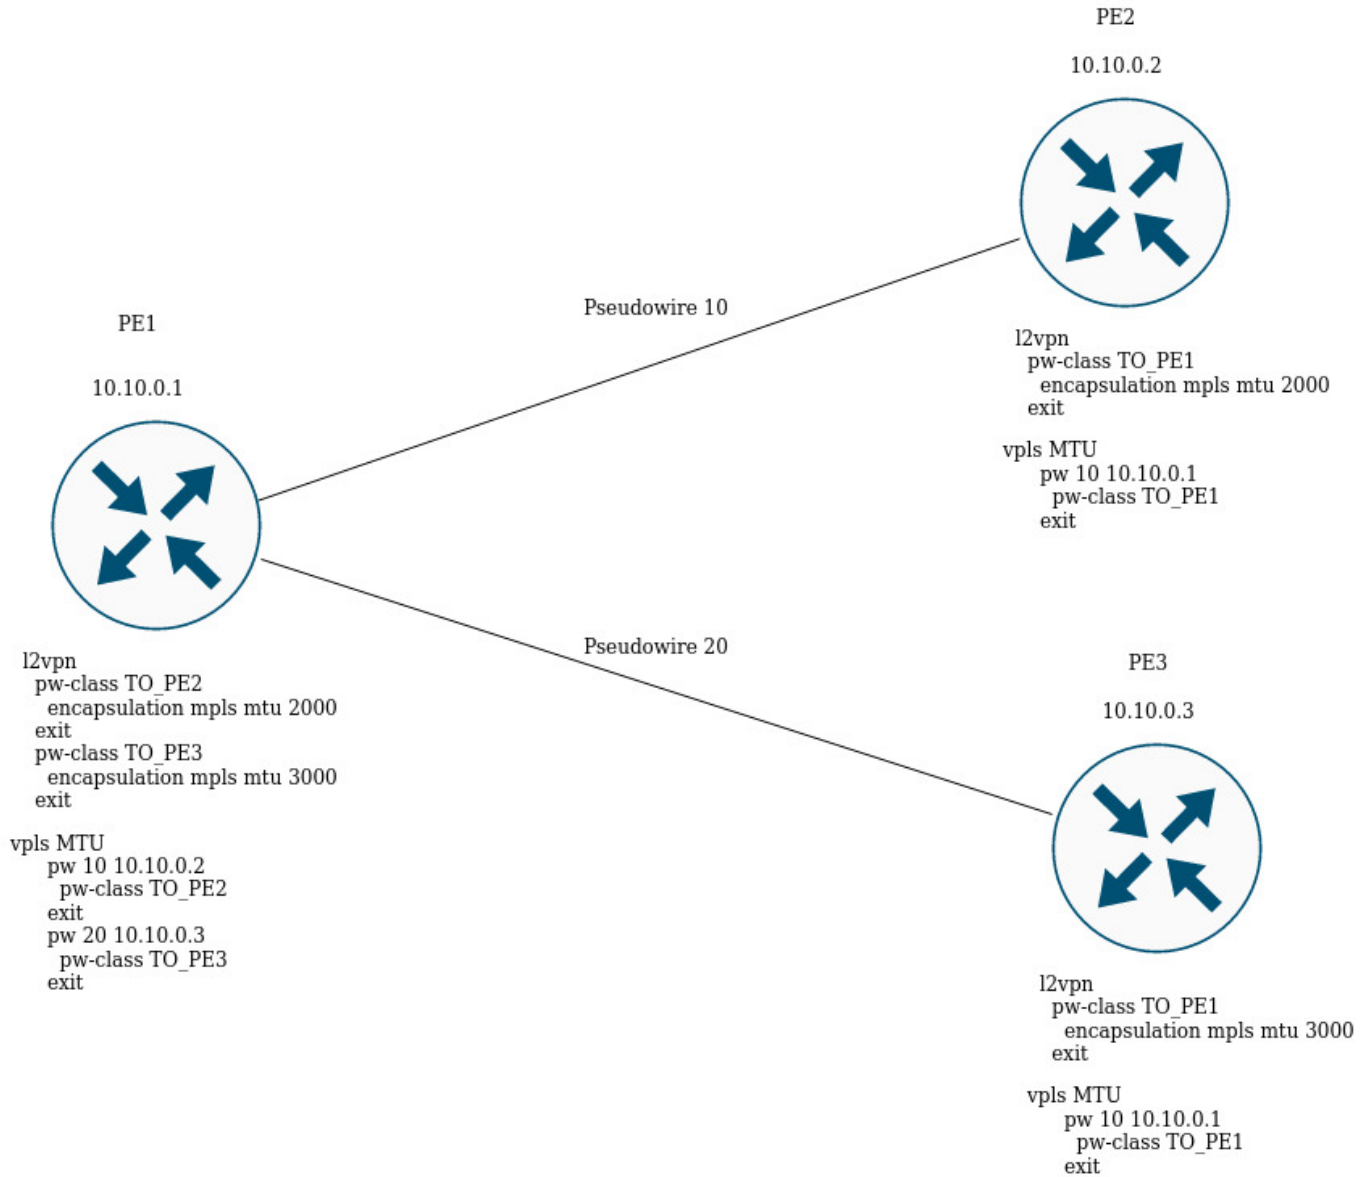 PE2
10.10.0.2
l2vpn
pw-class TO_PE1
encapsulation mpls mtu 2000
exit
vpls MTU
pw 10 10.10.0.1
pw-class TO_PE1
exit
Pseudowire 10
PE1
10.10.0.1
l2vpn
pw-class TO_PE2
encapsulation mpls mtu 2000
exit
pw-class TO_PE3
encapsulation mpls mtu 3000
exit
vpls MTU
pw 10 10.10.0.2
pw-class TO_PE2
exit
pw 20 10.10.0.3
pw-class TO_PE3
exit
Pseudowire 20
PE3
10.10.0.3
l2vpn
pw-class TO_PE1
encapsulation mpls mtu 3000
exit
vpls MTU
pw 10 10.10.0.1
pw-class TO_PE1
exit